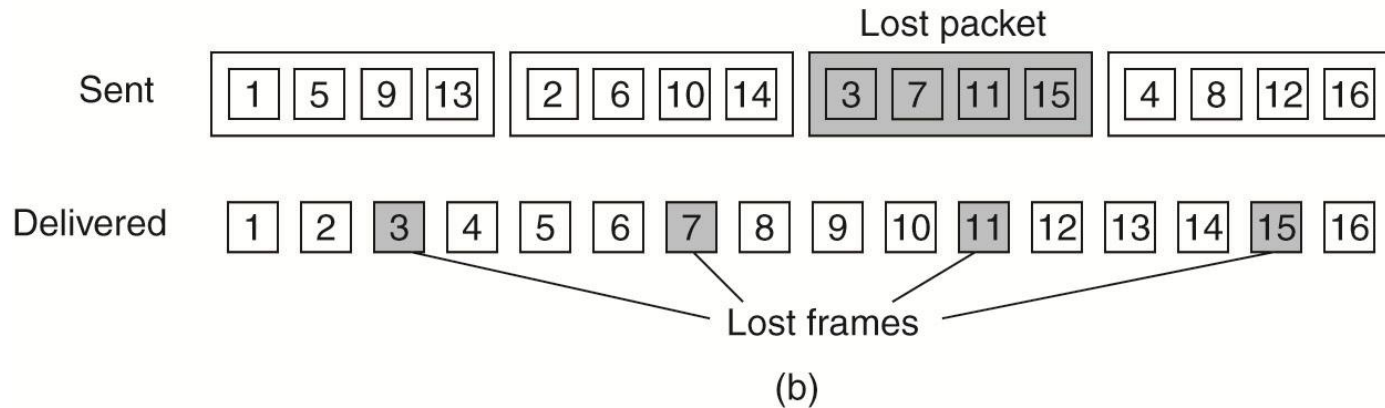 Lost packet
Sent 1 5 9 13 2 6 10 14 3 7 11 15 4 8 12 16
Delivered 1 2 3 4 5 6 7 8 9 10 11 12 13 14 15 16
Lost frames
(b)